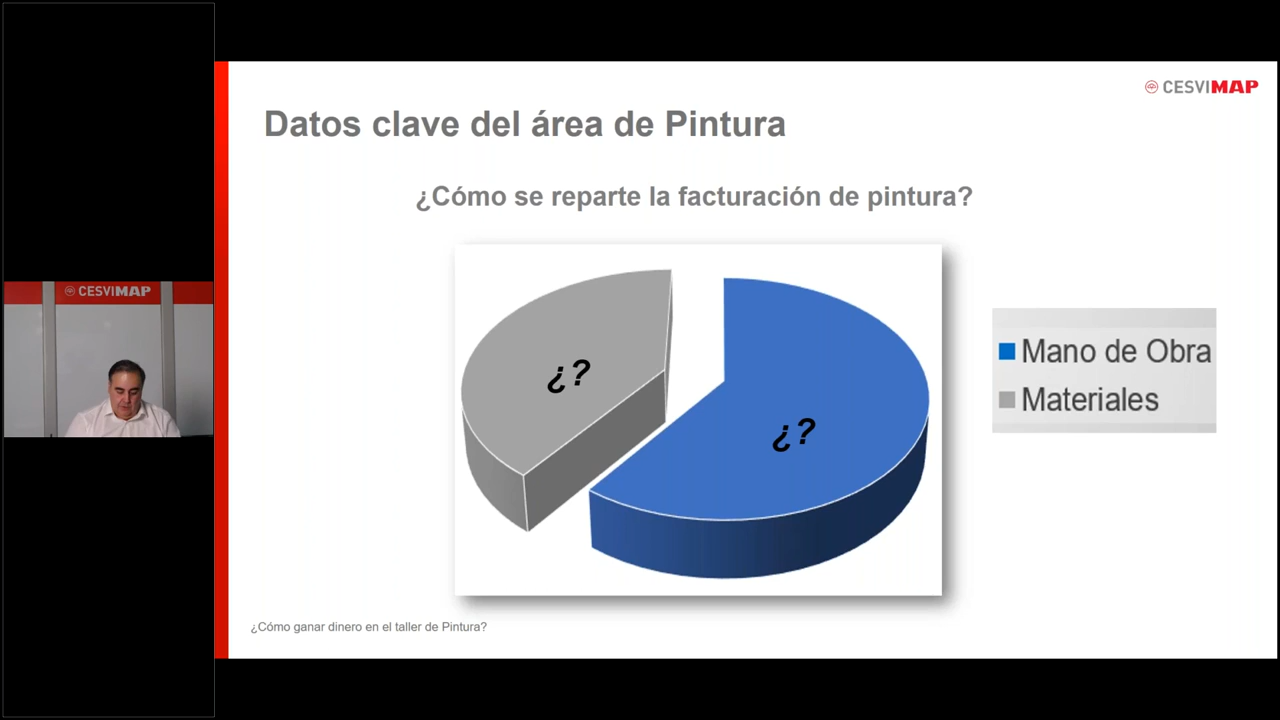 CESVIMAP
Datos clave del área de Pintura
¿Cómo se reparte la facturación de pintura?
¿?
¿?
Mano de Obra
Materiales
CESVIMAP
¿Cómo ganar dinero en el taller de Pintura?